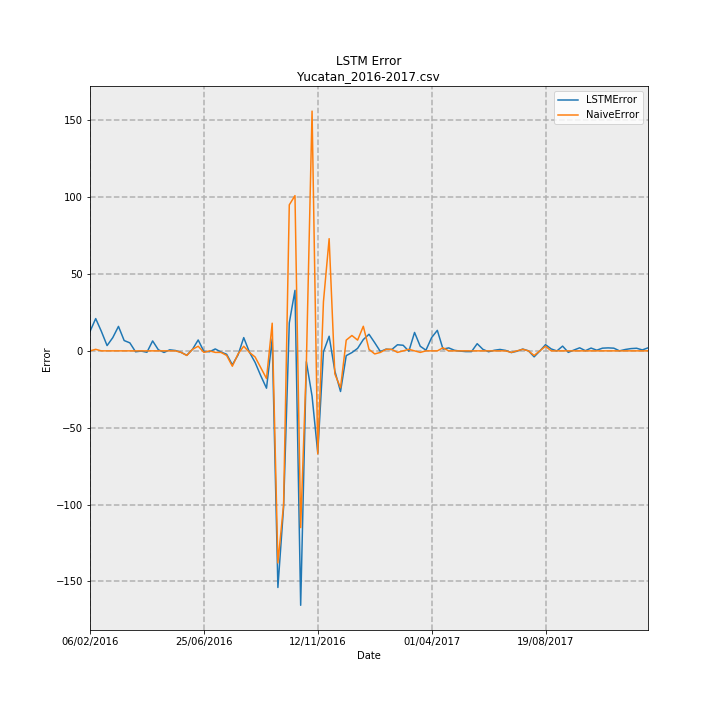 LSTM Error
Yucatan_2016-2017.csv
LSTMError
NaiveError
150
100
50
0
−50
−100
−150
Error
06/02/2016
25/06/2016
12/11/2016
01/04/2017
19/08/2017
Date